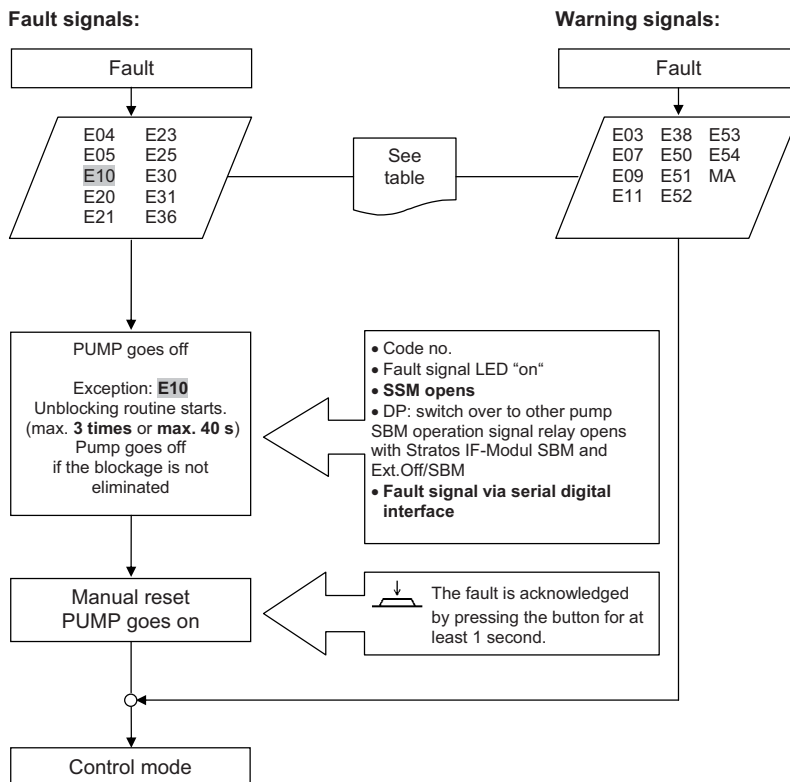 Fault signals:
Warning signals:
Fault
Fault
E04 E23
E05 E25
E10 E30
E20 E31
E21 E36
See
table
E03 E38 E53
E07 E50 E54
E09 E51 MA
E11 E52
PUMP goes off
Exception: E10
Unblocking routine starts.
(max. 3 times or max. 40 s)
Pump goes off
if the blockage is not
eliminated
• Code no.
• Fault signal LED "on“
• SSM opens
• DP: switch over to other pump
SBM operation signal relay opens
with Stratos IF-Modul SBM and
Ext.Off/SBM
• Fault signal via serial digital
interface
Manual reset
PUMP goes on
The fault is acknowledged
by pressing the button for at
least 1 second.
Control mode